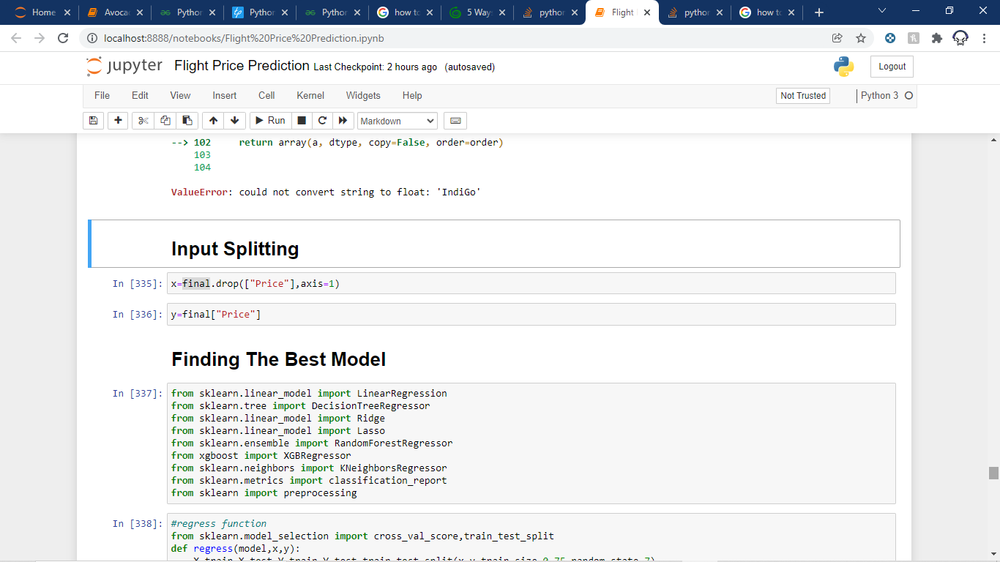 Home
Avoca
Python
Python
Python
how to
5 Ways
python
Flight
python
how to
localhost:8888/notebooks/Flight%20Price%20Prediction.ipynb
jupyter Flight Price Prediction Last Checkpoint: 2 hours ago (autosaved)
Logout
File Edit View Insert Cell Kernel Widgets Help
Not Trusted
Python 3
Run
Markdown
--> 102     return array(a, dtype, copy=False, order=order)
103
104
ValueError: could not convert string to float: 'IndiGo'
Input Splitting
In [335]: x=final.drop(["Price"],axis=1)
In [336]: y=final["Price"]
Finding The Best Model
In [337]: from sklearn.linear_model import LinearRegression
from sklearn.tree import DecisionTreeRegressor
from sklearn.linear_model import Ridge
from sklearn.linear_model import Lasso
from sklearn.ensemble import RandomForestRegressor
from xgboost import XGBRegressor
from sklearn.neighbors import KNeighborsRegressor
from sklearn.metrics import classification_report
from sklearn import preprocessing
In [338]: #regress function
from sklearn.model_selection import cross_val_score,train_test_split
def regress(model,x,y):